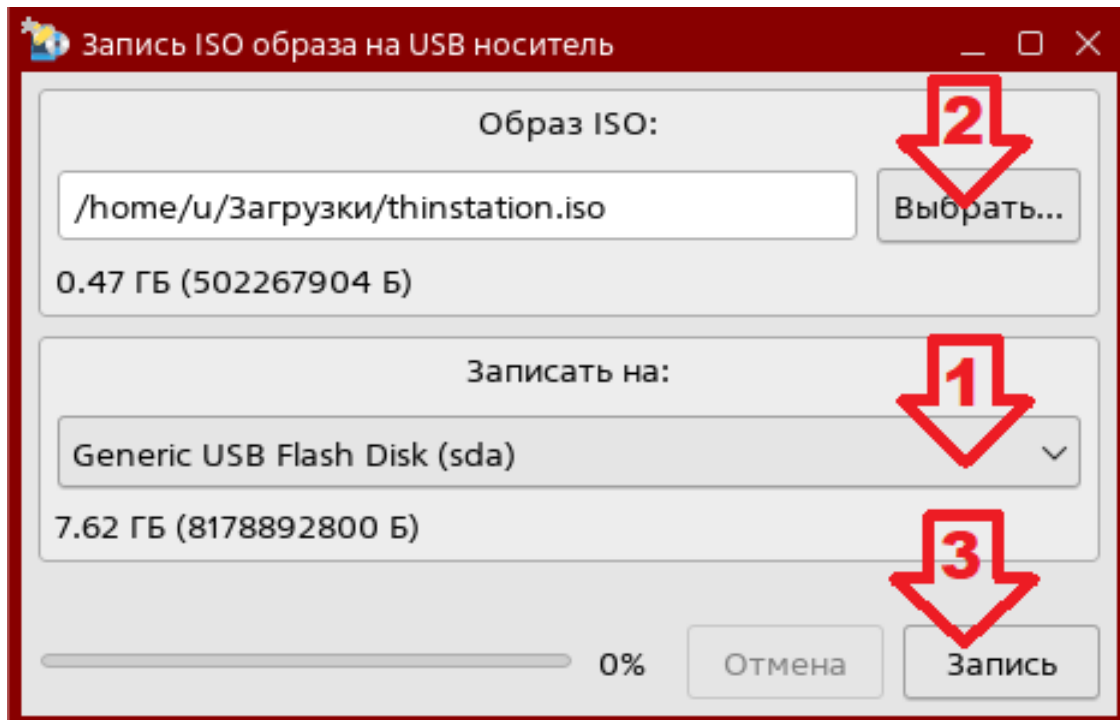 Запись ISO образа на USB носитель
Образ ISO:
2
/home/u/Загрузки/thinstation.iso
Выбрать...
0.47 ГБ (502267904 Б)
Записать на:
1
Generic USB Flash Disk (sda)
7.62 ГБ (8178892800 Б)
3
0%
Отмена
Запись